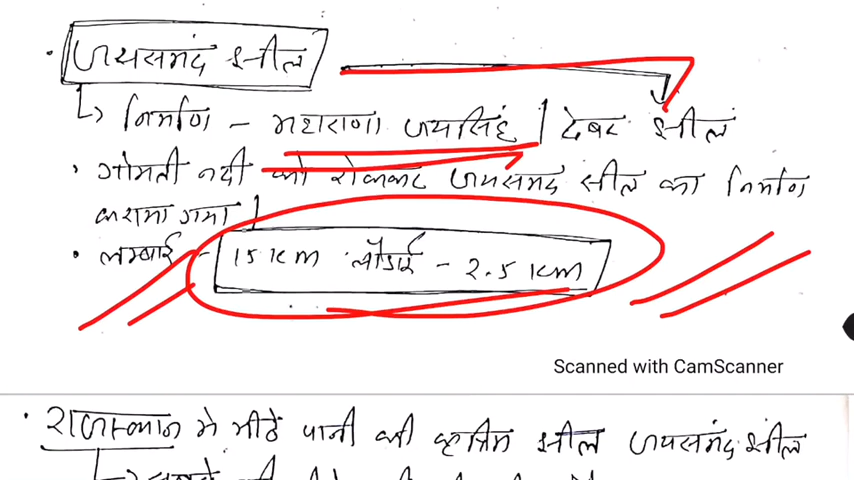 • जयसमंद झील
↳ निर्माण - महाराणा जयसिंह | ढेबर झील
• गोमती नदी को रोककर जयसमंद झील का निर्माण
कराया गया |
• लम्बाई - 15 km चौडाई - 2.5 km
Scanned with CamScanner
• राजस्थान मे मीठे पानी की कृत्रिम झील जयसमंद झील